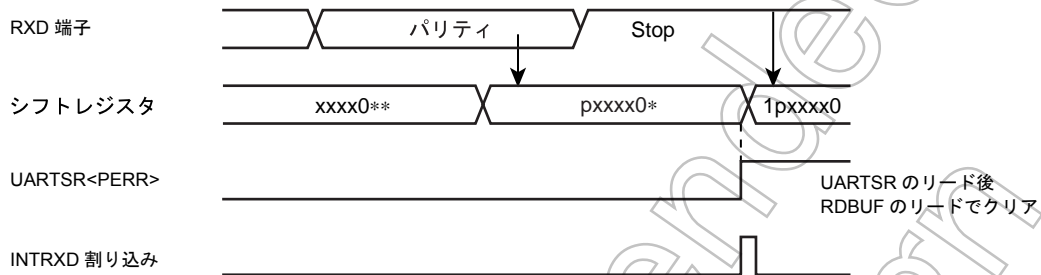 RXD 端子
パリティ
Stop
シフトレジスタ
xxxx0**
pxxxx0*
1pxxxx0
UARTSR<PERR>
UARTSR のリード後
RDBUF のリードでクリア
INTRXD 割り込み